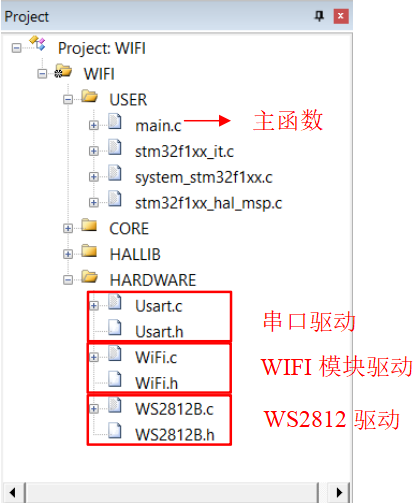 Project
Project: WIFI
WIFI
USER
main.c 主函数
stm32f1xx_it.c
system_stm32f1xx.c
stm32f1xx_hal_msp.c
CORE
HALLIB
HARDWARE
Usart.c
串口驱动
Usart.h
WiFi.c
WIFI 模块驱动
WiFi.h
WS2812B.c
WS2812 驱动
WS2812B.h